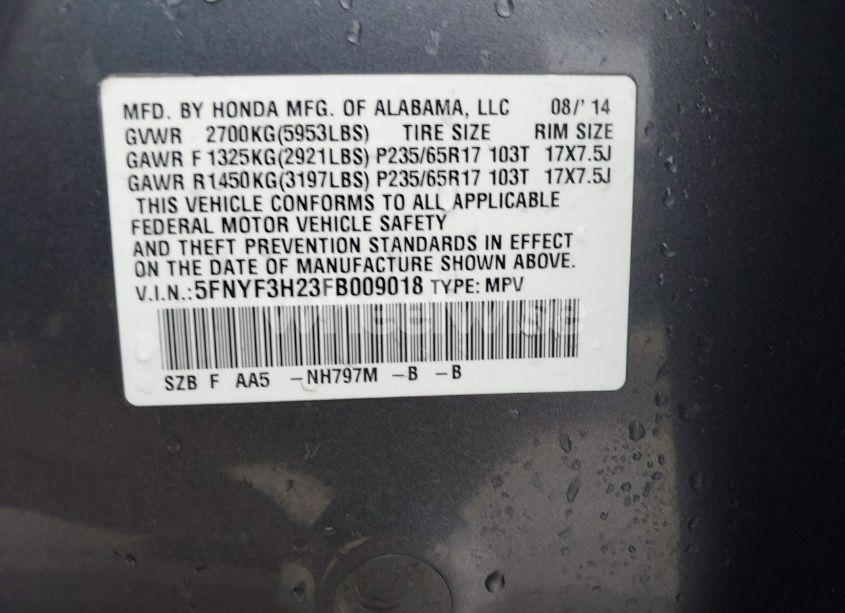 MFD. BY HONDA MFG. OF ALABAMA, LLC 08/'14
GVWR 2700KG(5953LBS) TIRE SIZE RIM SIZE
GAWR F1325KG(2921LBS) P235/65R17 103T 17X7.5J
GAWR R1450KG(3197LBS) P235/65R17 103T 17X7.5J
THIS VEHICLE CONFORMS TO ALL APPLICABLE
FEDERAL MOTOR VEHICLE SAFETY
AND THEFT PREVENTION STANDARDS IN EFFECT
ON THE DATE OF MANUFACTURE SHOWN ABOVE.
V.I.N.:5FNYF3H23FB009018 TYPE: MPV
wheelwise
SZB F AA5 -NH797M -B -B